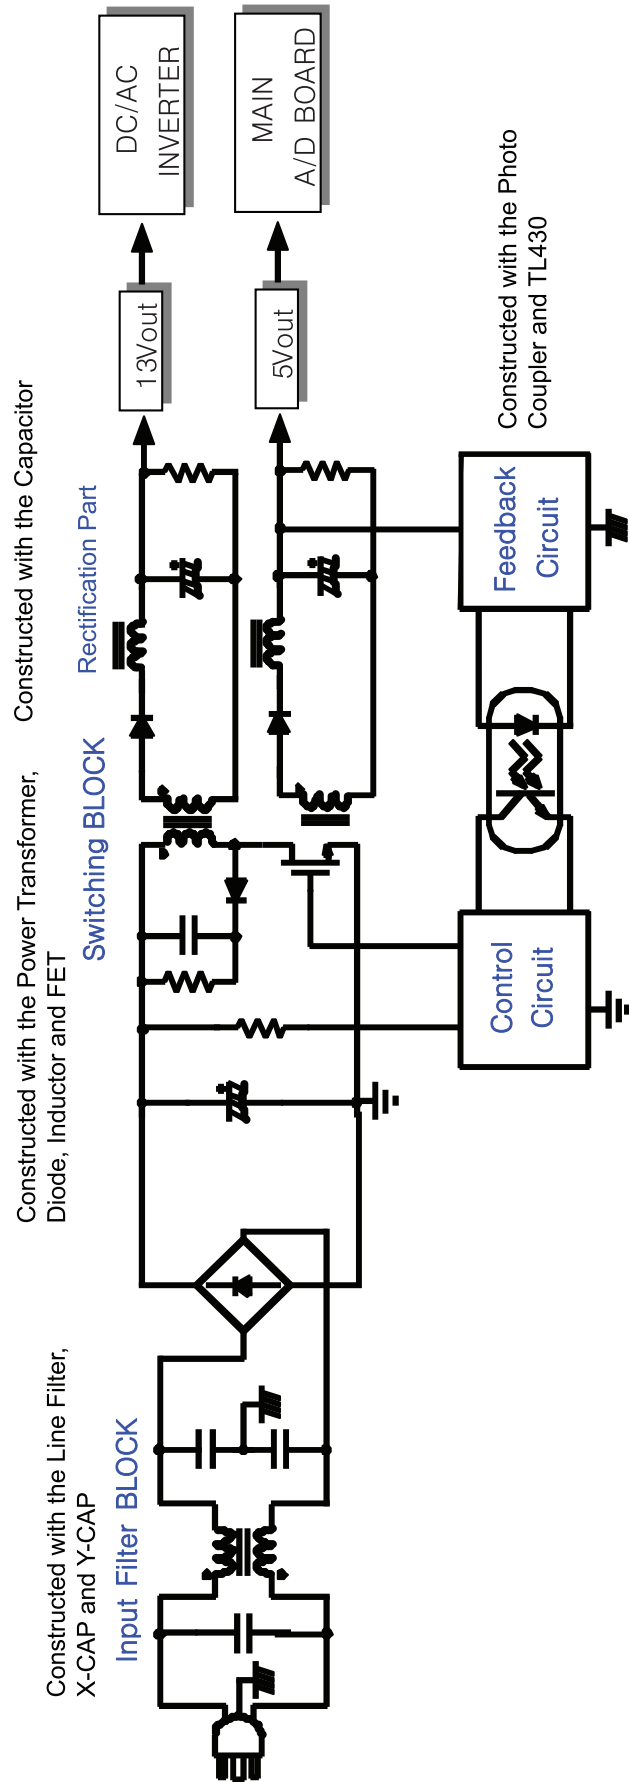 Constructed with the Line Filter,
X-CAP and Y-CAP
Input Filter BLOCK
Constructed with the Power Transformer,
Diode, Inductor and FET
Switching BLOCK
Constructed with the Capacitor
Rectification Part
13Vout
DC/AC
INVERTER
5Vout
MAIN
A/D BOARD
Control
Circuit
Feedback
Circuit
Constructed with the Photo
Coupler and TL430